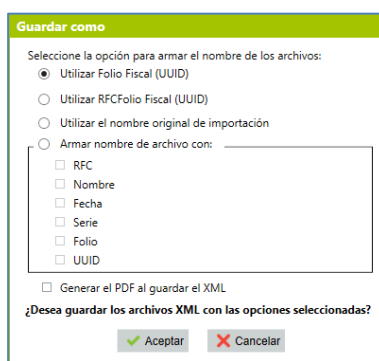 Guardar como
Seleccione la opción para armar el nombre de los archivos:
Utilizar Folio Fiscal (UUID)
Utilizar RFCFolio Fiscal (UUID)
Utilizar el nombre original de importación
Armar nombre de archivo con:
RFC
Nombre
Fecha
Serie
Folio
UUID
Generar el PDF al guardar el XML
¿Desea guardar los archivos XML con las opciones seleccionadas?
Aceptar Cancelar